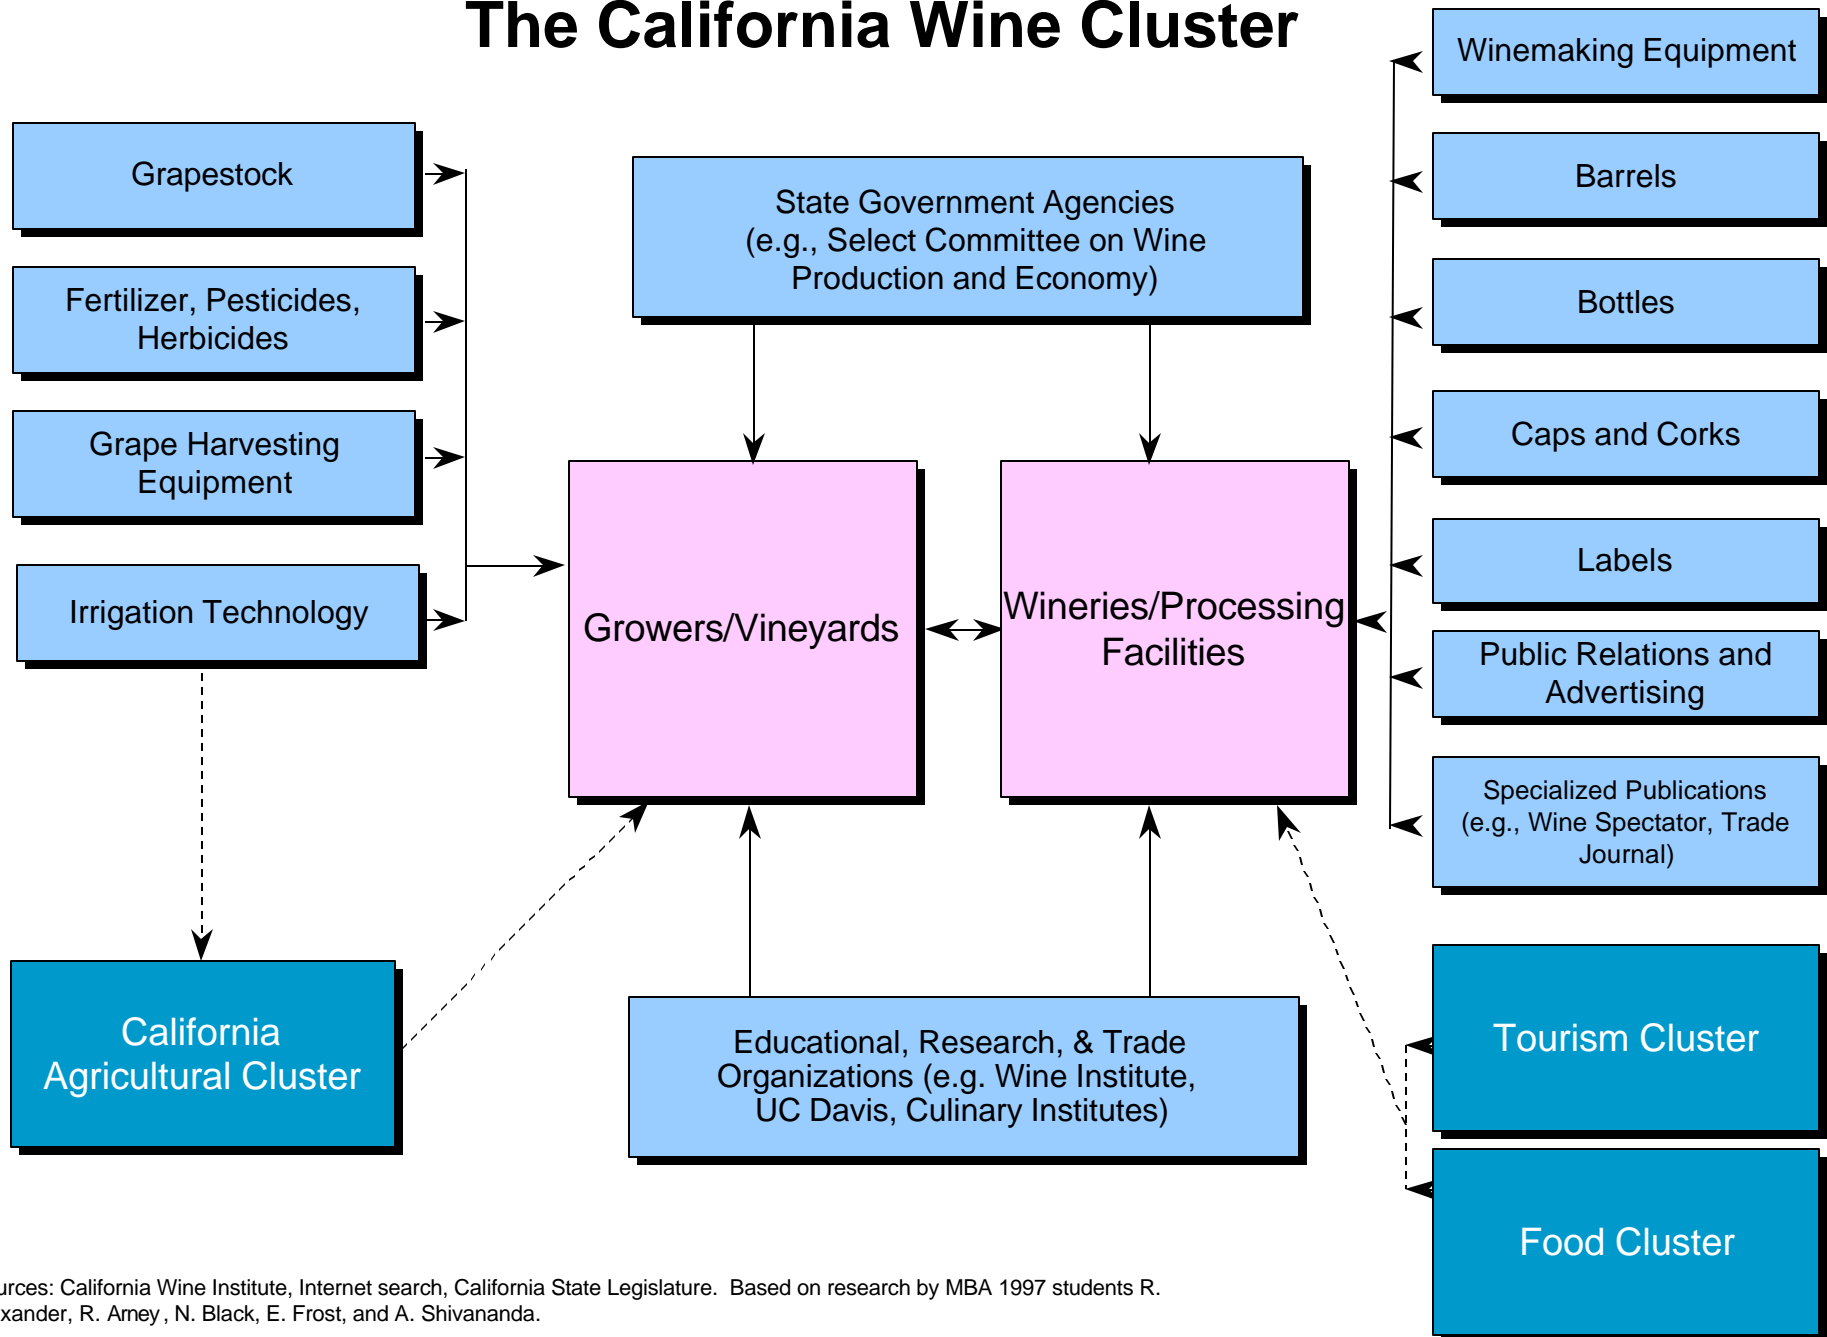 The California Wine Cluster
Grapestock
Fertilizer, Pesticides,
Herbicides
Grape Harvesting
Equipment
Irrigation Technology
California
Agricultural Cluster
State Government Agencies
(e.g., Select Committee on Wine
Production and Economy)
Growers/Vineyards
Wineries/Processing
Facilities
Educational, Research, & Trade
Organizations (e.g. Wine Institute,
UC Davis, Culinary Institutes)
Winemaking Equipment
Barrels
Bottles
Caps and Corks
Labels
Public Relations and
Advertising
Specialized Publications
(e.g., Wine Spectator, Trade
Journal)
Tourism Cluster
Food Cluster
urces: California Wine Institute, Internet search, California State Legislature. Based on research by MBA 1997 students R.
xander, R. Arney, N. Black, E. Frost, and A. Shivananda.